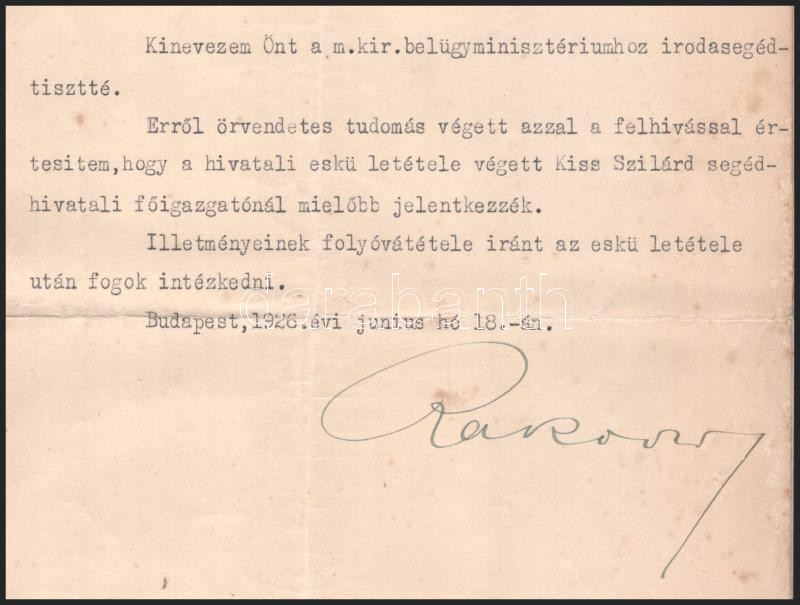 Kinevezem Önt a m.kir.belügyminisztériumhoz irodasegéd-
tisztté.
Erről örvendetes tudomás végett azzal a felhivással ér-
tesitem,hogy a hivatali eskü letétele végett Kiss Szilárd segéd-
hivatali főigazgatónál mielőbb jelentkezzék.
Illetményeinek folyóvátétele iránt az eskü letétele
után fogok intézkedni.
darabanth
Budapest,1926.évi junius hó 18.-án.
Rakovszky